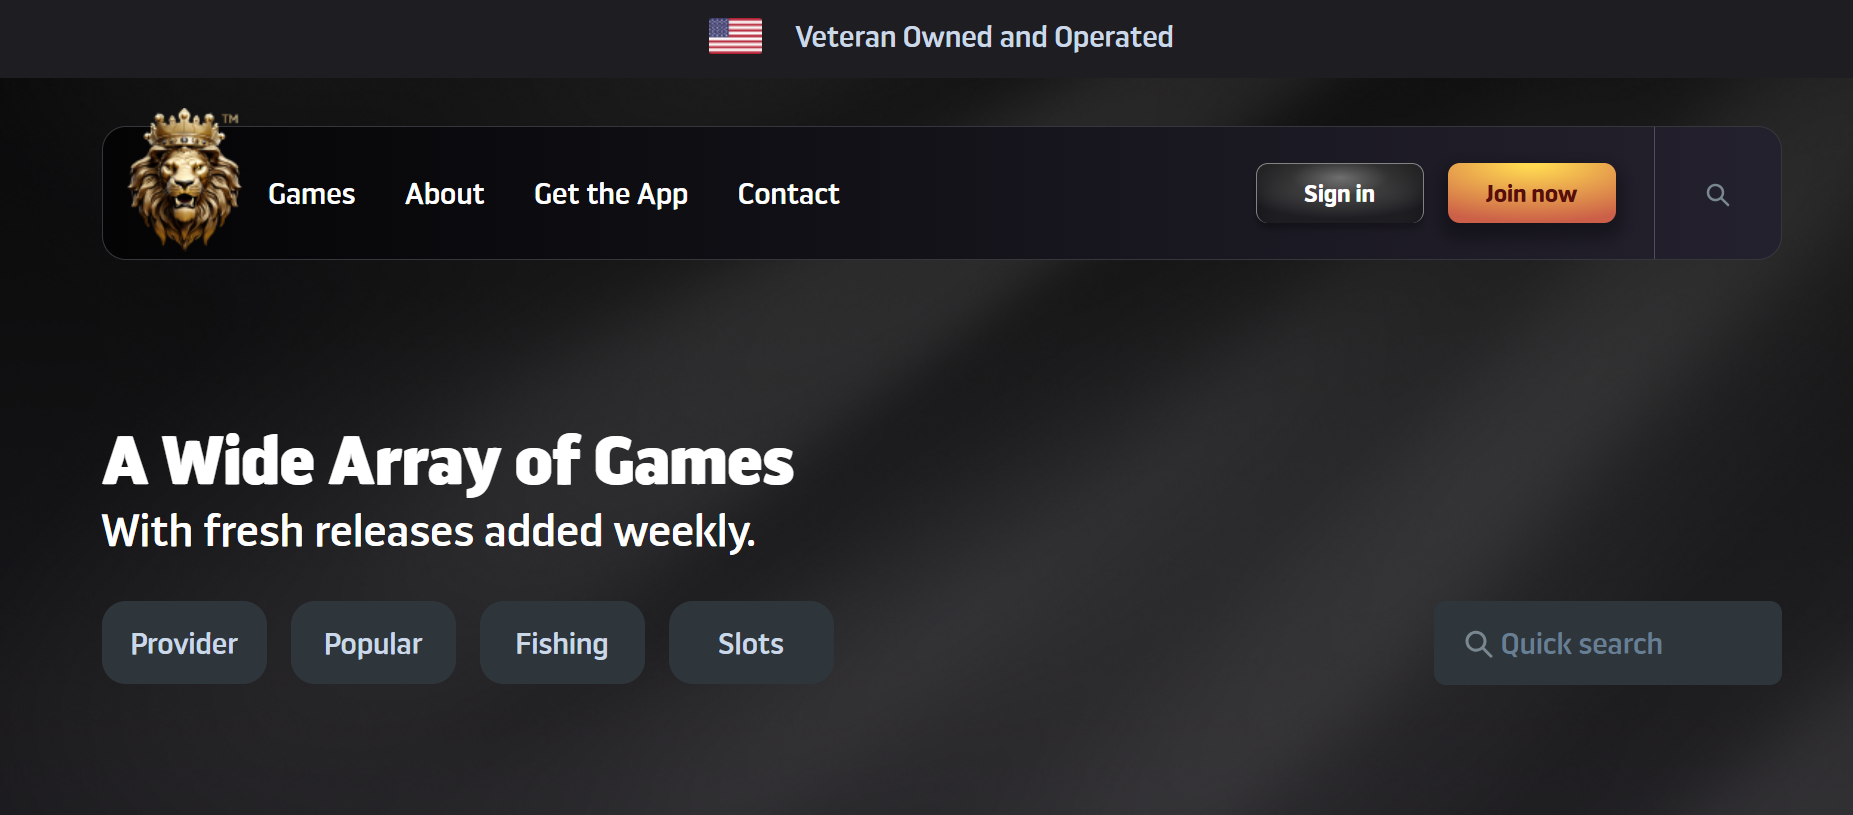 Veteran Owned and Operated
TM
Games About Get the App Contact Sign in Join now
A Wide Array of Games
With fresh releases added weekly.
Provider Popular Fishing Slots Quick search